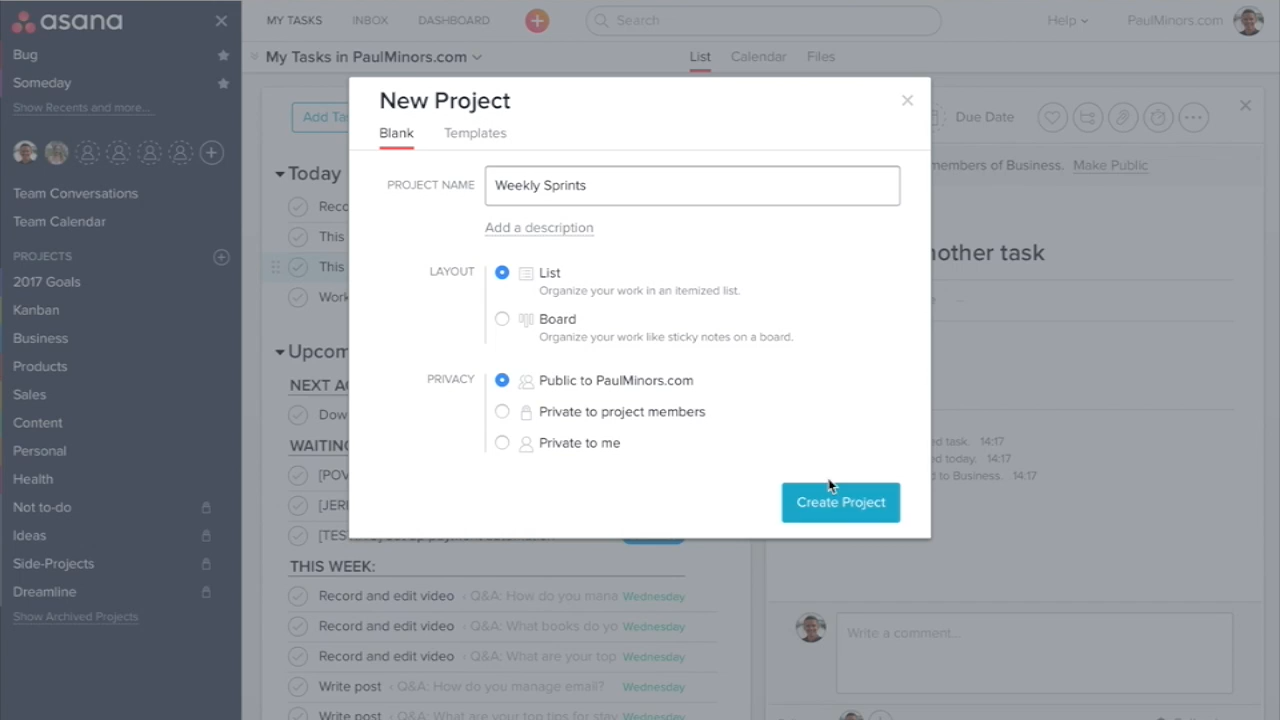 asana
Bug
Someday
Show Recents and more...
Team Conversations
Team Calendar
PROJECTS
2017 Goals
Kanban
Business
Products
Sales
Content
Personal
Health
Not to-do
Ideas
Side-Projects
Dreamline
Show Archived Projects
MY TASKS INBOX DASHBOARD Search Help PaulMinors.com
My Tasks in PaulMinors.com List Calendar Files
New Project
Blank Templates
PROJECT NAME Weekly Sprints
Add a description
LAYOUT List
Organize your work in an itemized list.
Board
Organize your work like sticky notes on a board.
PRIVACY Public to PaulMinors.com
Private to project members
Private to me
Create Project
Add Ta
Today
Reco
This
This
Work
Upcom
NEXT A
Dow
WAITIN
[PO
[JER
THIS WEEK:
Record and edit video ‹ Q&A: How do you mana Wednesday
Record and edit video ‹ Q&A: What books do yo Wednesday
Record and edit video ‹ Q&A: What are your top Wednesday
Write post ‹ Q&A: How do you manage email? Wednesday
Write post ‹ Q&A: What are your top tips for stay Wednesday
Due Date
members of Business. Make Public
nother task
d task. 14:17
d today. 14:17
d to Business. 14:17
Write a comment...